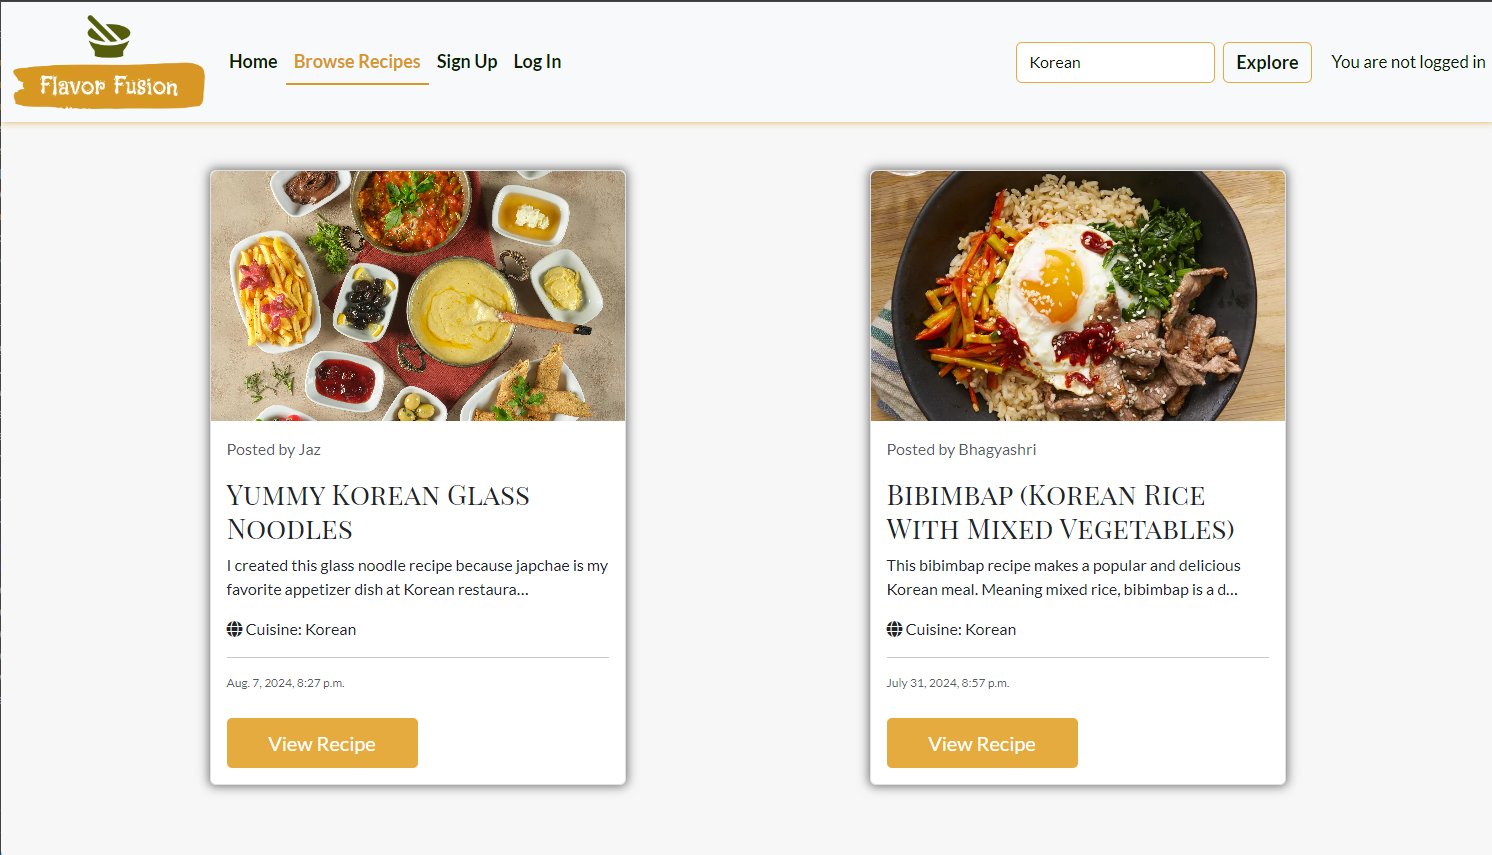 Flavor Fusion
Home Browse Recipes Sign Up Log In
Korean Explore You are not logged in
Posted by Jaz
Yummy Korean Glass
Noodles
I created this glass noodle recipe because japchae is my
favorite appetizer dish at Korean restaura...
Cuisine: Korean
Aug. 7, 2024, 8:27 p.m.
View Recipe
Posted by Bhagyashri
Bibimbap (Korean Rice
With Mixed Vegetables)
This bibimbap recipe makes a popular and delicious
Korean meal. Meaning mixed rice, bibimbap is a d...
Cuisine: Korean
July 31, 2024, 8:57 p.m.
View Recipe